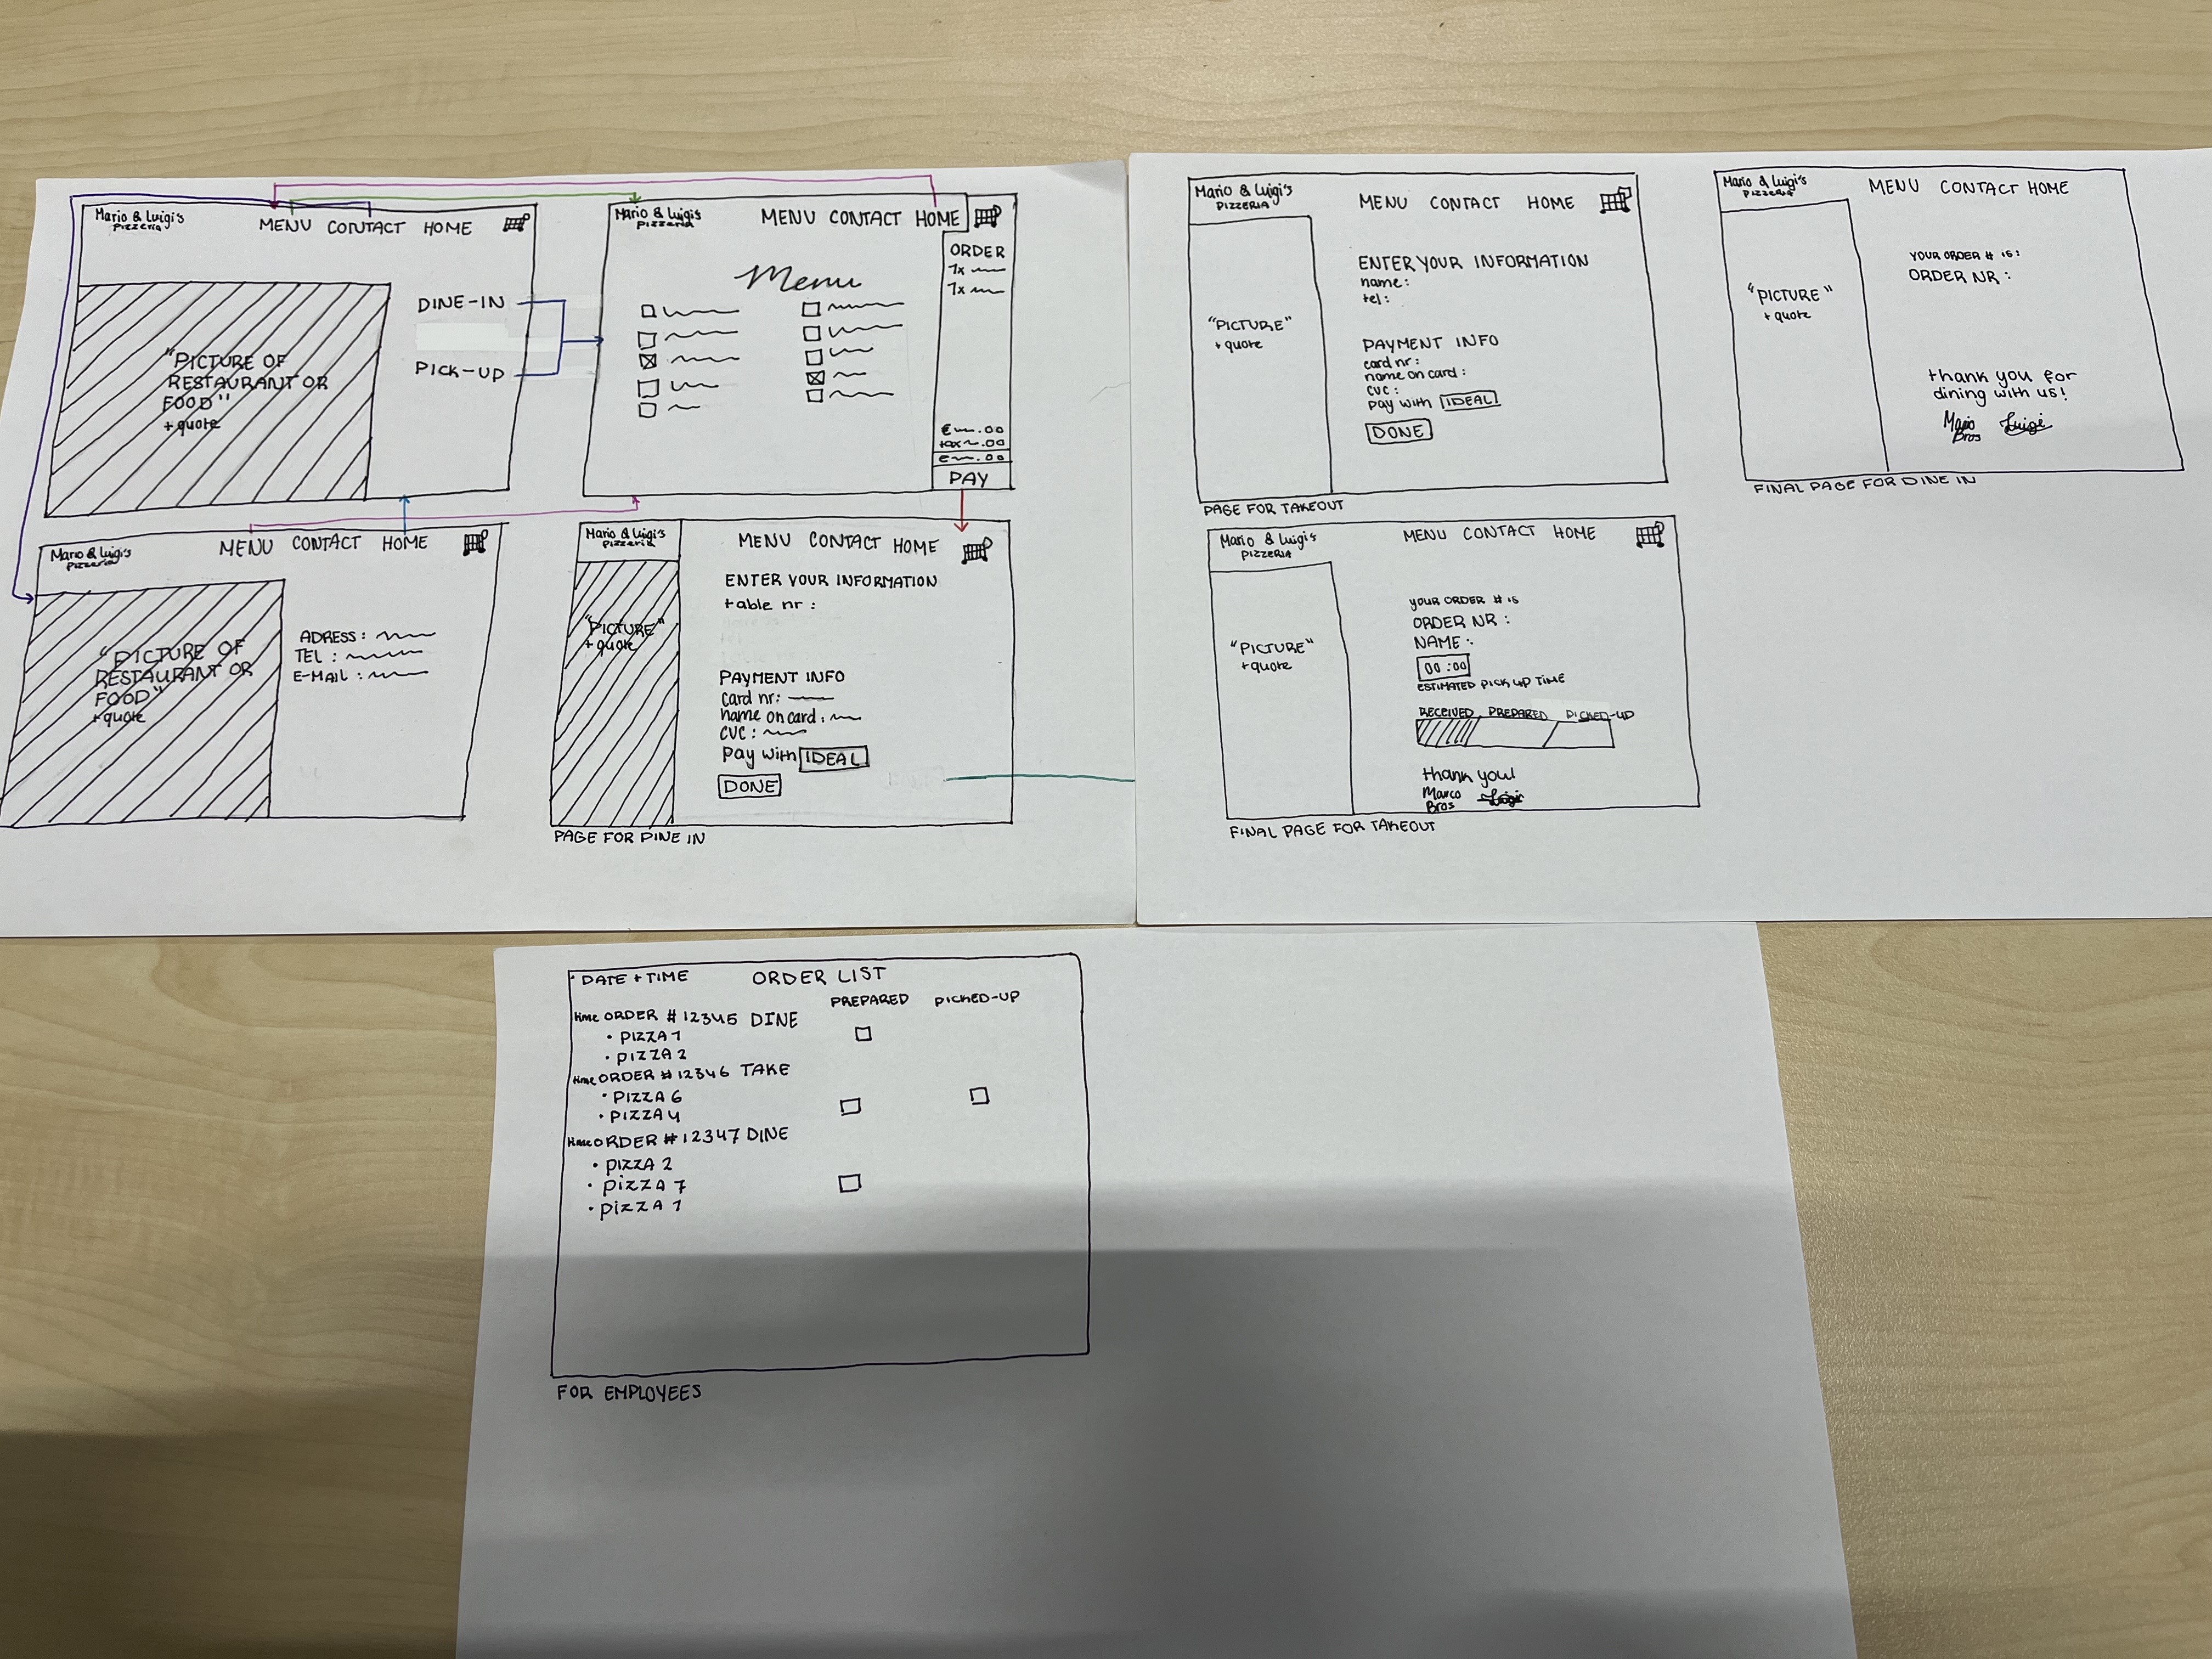 Mario & Luigi's
Pizzeria
MENU CONTACT HOME
"PICTURE OF
RESTAURANT OR
FOOD"
+ quote
DINE-IN
PICK-UP
Mario & Luigi's
Pizzeria
MENU CONTACT HOME
Menu
ORDER
1x
1x
€ .00
tax .00
€ .00
PAY
Mario & Luigi's
Pizzeria
MENU CONTACT HOME
"PICTURE OF
RESTAURANT OR
FOOD"
+ quote
ADRESS :
TEL :
E-MAIL :
Mario & Luigi's
Pizzeria
MENU CONTACT HOME
"PICTURE"
+ quote
ENTER YOUR INFORMATION
table nr :
PAYMENT INFO
card nr:
name on card :
CVC :
Pay with IDEAL
DONE
PAGE FOR DINE IN
Mario & Luigi's
PIZZERIA
MENU CONTACT HOME
"PICTURE"
+ quote
ENTER YOUR INFORMATION
name :
tel :
PAYMENT INFO
card nr :
name on card :
CVC :
Pay with IDEAL
DONE
PAGE FOR TAKEOUT
Mario & Luigi's
PIZZERIA
MENU CONTACT HOME
"PICTURE"
+ quote
YOUR ORDER # is:
ORDER NR :
thank you for
dining with us!
Mario Luigi
Bros
FINAL PAGE FOR DINE IN
Mario & Luigi's
PIZZERIA
MENU CONTACT HOME
"PICTURE"
+ quote
YOUR ORDER # is
ORDER NR :
NAME :
00:00
ESTIMATED PICK UP TIME
RECEIVED PREPARED PICKED-UP
thank you!
Marco
Bros
FINAL PAGE FOR TAKEOUT
DATE + TIME ORDER LIST
PREPARED PICKED-UP
time ORDER # 12345 DINE
• PIZZA 1
• PIZZA 2
time ORDER # 12346 TAKE
• PIZZA 6
• PIZZA 4
time ORDER # 12347 DINE
• PIZZA 2
• PIZZA 7
• PIZZA 1
FOR EMPLOYEES